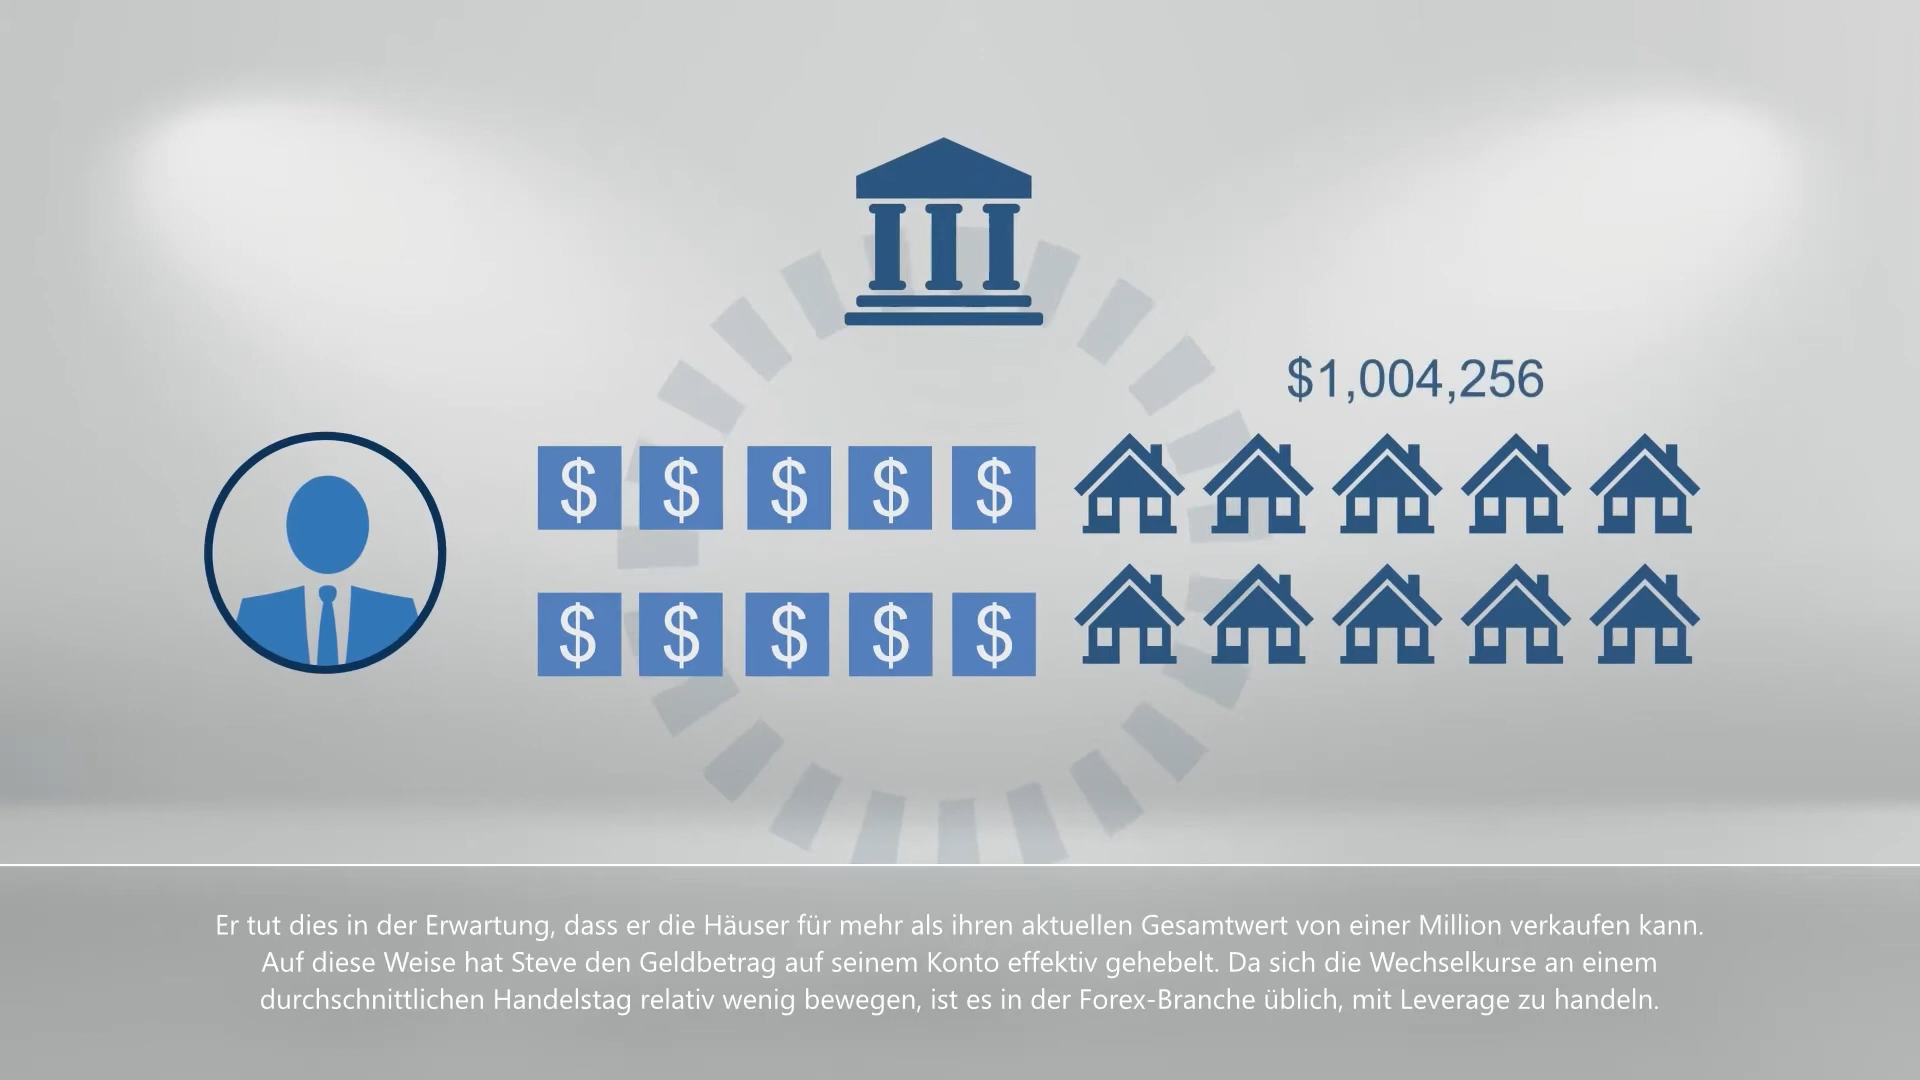 $1,004,256
$ $ $ $ $
$ $ $ $ $
Er tut dies in der Erwartung, dass er die Häuser für mehr als ihren aktuellen Gesamtwert von einer Million verkaufen kann.
Auf diese Weise hat Steve den Geldbetrag auf seinem Konto effektiv gehebelt. Da sich die Wechselkurse an einem
durchschnittlichen Handelstag relativ wenig bewegen, ist es in der Forex-Branche üblich, mit Leverage zu handeln.